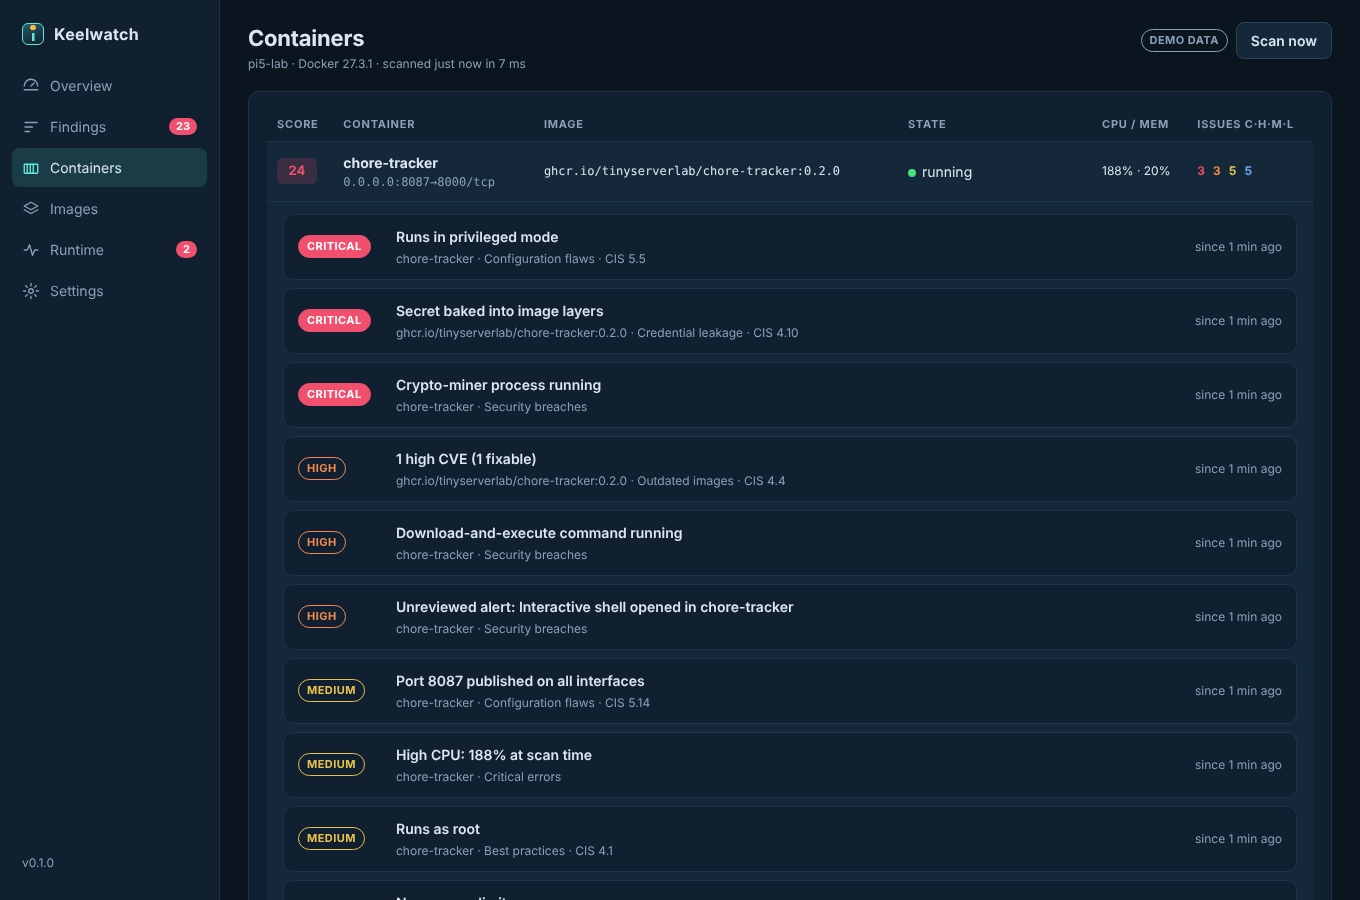 Keelwatch
Overview
Findings 23
Containers
Images
Runtime 2
Settings
v0.1.0
Containers
pi5-lab · Docker 27.3.1 · scanned just now in 7 ms
DEMO DATA
Scan now
SCORE CONTAINER IMAGE STATE CPU / MEM ISSUES C·H·M·L
24 chore-tracker ghcr.io/tinyserverlab/chore-tracker:0.2.0 running 188% · 20% 3 3 5 5
0.0.0.0:8087→8000/tcp
CRITICAL Runs in privileged mode since 1 min ago
chore-tracker · Configuration flaws · CIS 5.5
CRITICAL Secret baked into image layers since 1 min ago
ghcr.io/tinyserverlab/chore-tracker:0.2.0 · Credential leakage · CIS 4.10
CRITICAL Crypto-miner process running since 1 min ago
chore-tracker · Security breaches
HIGH 1 high CVE (1 fixable) since 1 min ago
ghcr.io/tinyserverlab/chore-tracker:0.2.0 · Outdated images · CIS 4.4
HIGH Download-and-execute command running since 1 min ago
chore-tracker · Security breaches
HIGH Unreviewed alert: Interactive shell opened in chore-tracker since 1 min ago
chore-tracker · Security breaches
MEDIUM Port 8087 published on all interfaces since 1 min ago
chore-tracker · Configuration flaws · CIS 5.14
MEDIUM High CPU: 188% at scan time since 1 min ago
chore-tracker · Critical errors
MEDIUM Runs as root since 1 min ago
chore-tracker · Best practices · CIS 4.1